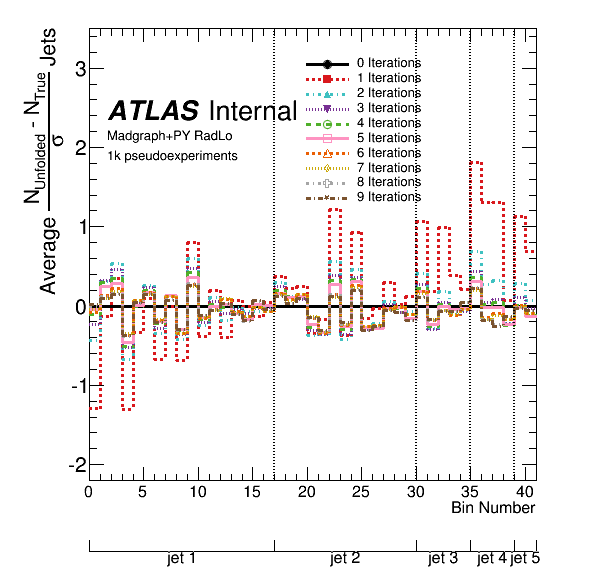 Average (N_Unfolded - N_True) / σ Jets
3
2
1
0
-1
-2
ATLAS Internal
Madgraph+PY RadLo
1k pseudoexperiments
0 Iterations
1 Iterations
2 Iterations
3 Iterations
4 Iterations
5 Iterations
6 Iterations
7 Iterations
8 Iterations
9 Iterations
0 5 10 15 20 25 30 35 40
Bin Number
jet 1 jet 2 jet 3 jet 4 jet 5